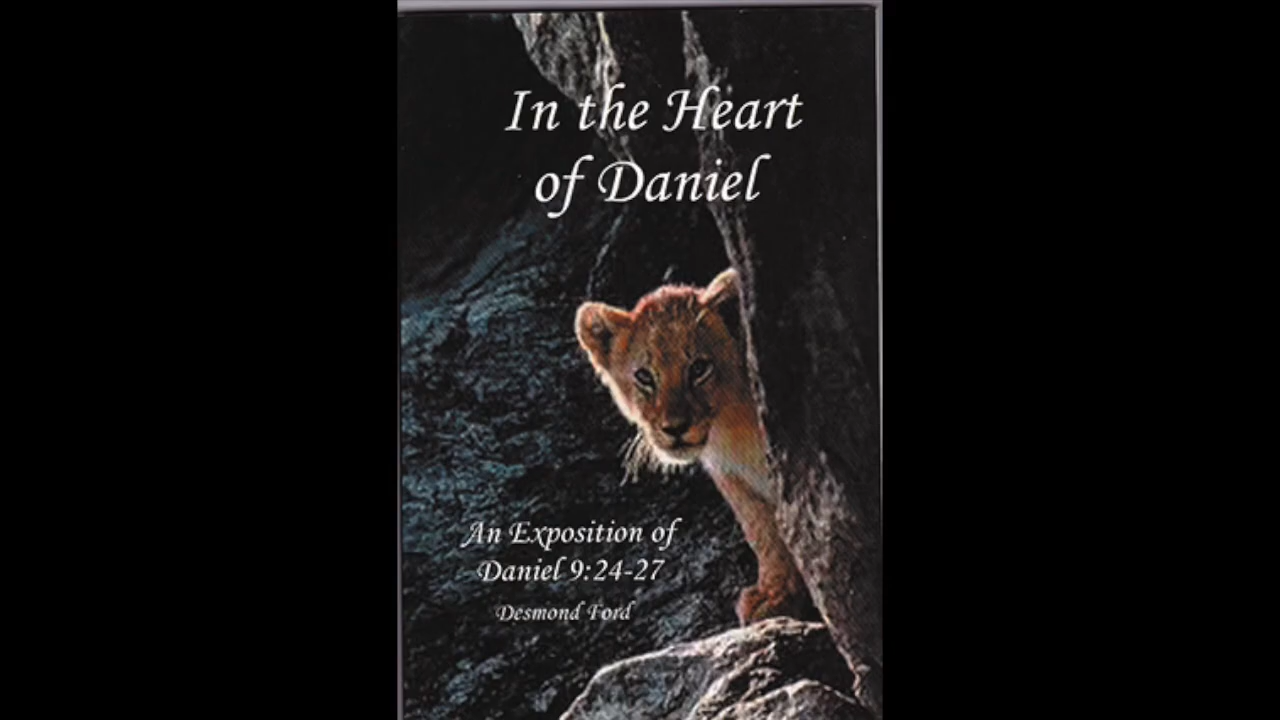 In the Heart
of Daniel
An Exposition of
Daniel 9:24-27
Desmond Ford